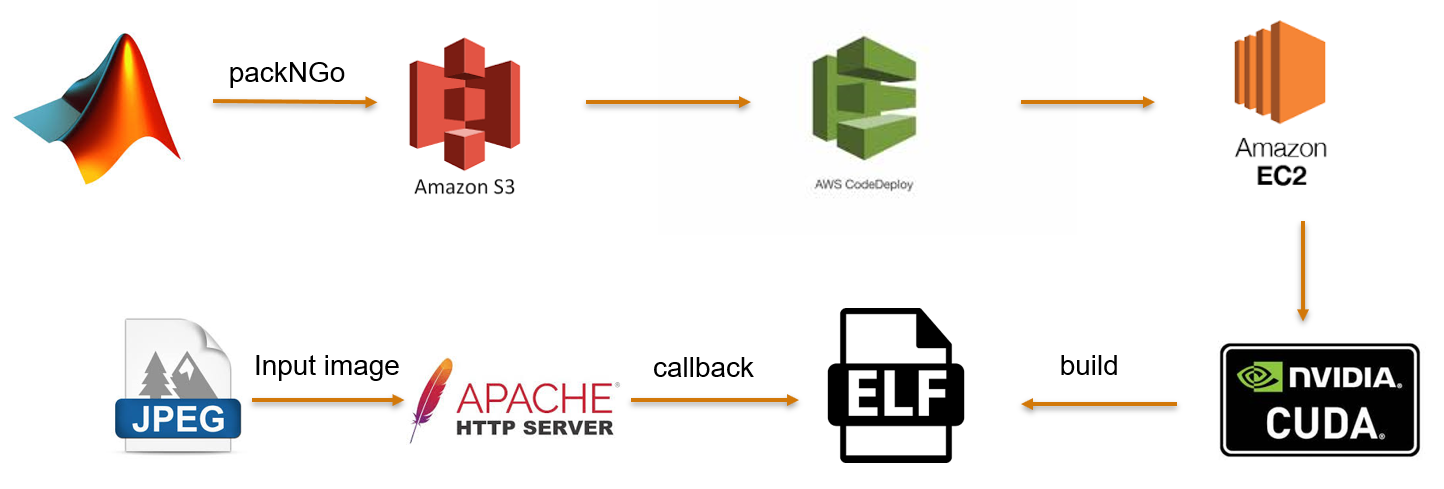 packNGo
Amazon S3
AWS CodeDeploy
Amazon
EC2
Input image
JPEG
APACHE®
HTTP SERVER
callback
ELF
build
NVIDIA®
CUDA®